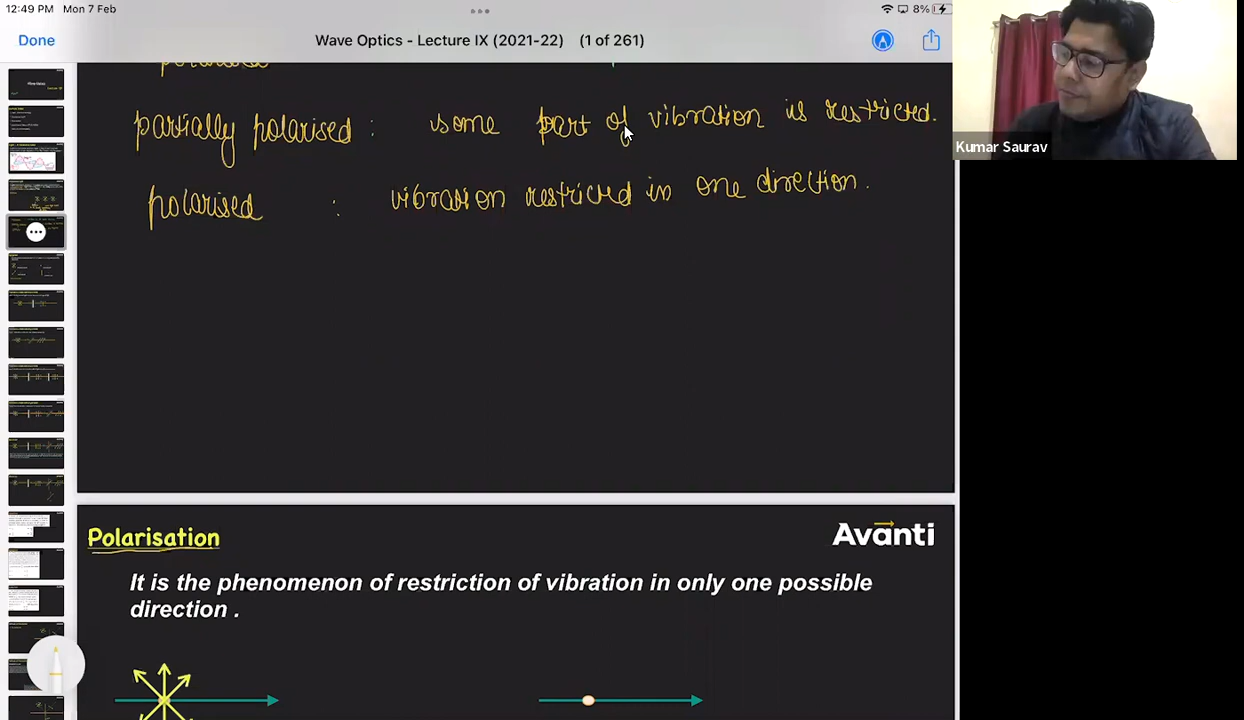 12:49 PM Mon 7 Feb
8%
Done
Wave Optics - Lecture IX (2021-22) (1 of 261)
partially polarised : some part of vibration is restricted.
Kumar Saurav
polarised : vibration restricted in one direction.
Polarisation
Avanti
It is the phenomenon of restriction of vibration in only one possible
direction .